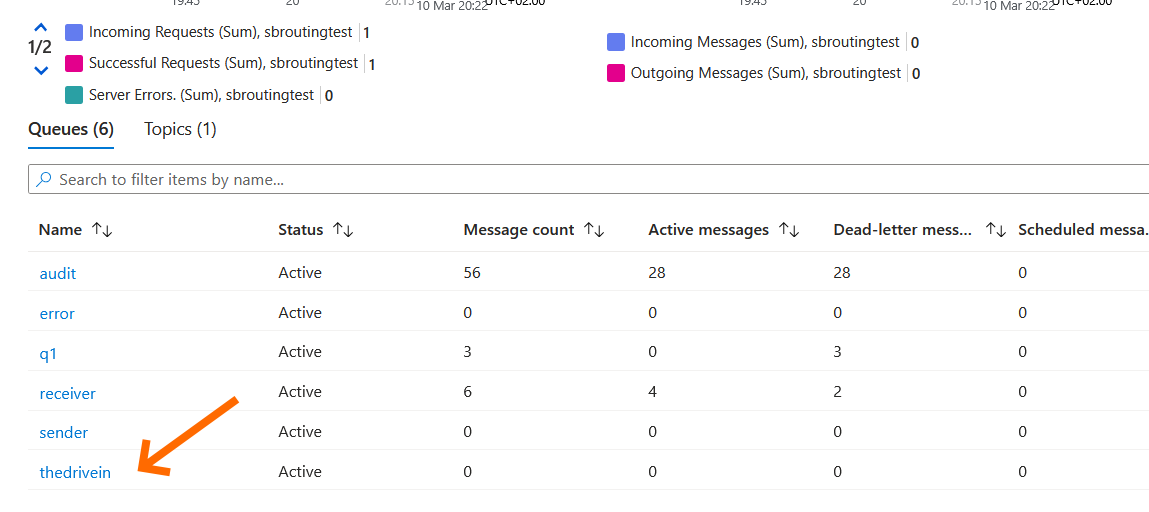 19:45 20 20:15 10 Mar 20:22 UTC+02:00 19:45 20 20:15 10 Mar 20:22 UTC+02:00
1/2
Incoming Requests (Sum), sbroutingtest 1
Successful Requests (Sum), sbroutingtest 1
Server Errors. (Sum), sbroutingtest 0
Incoming Messages (Sum), sbroutingtest 0
Outgoing Messages (Sum), sbroutingtest 0
Queues (6) Topics (1)
Search to filter items by name...
Name Status Message count Active messages Dead-letter mess... Scheduled messa.
audit Active 56 28 28 0
error Active 0 0 0 0
q1 Active 3 0 3 0
receiver Active 6 4 2 0
sender Active 0 0 0 0
thedrivein Active 0 0 0 0